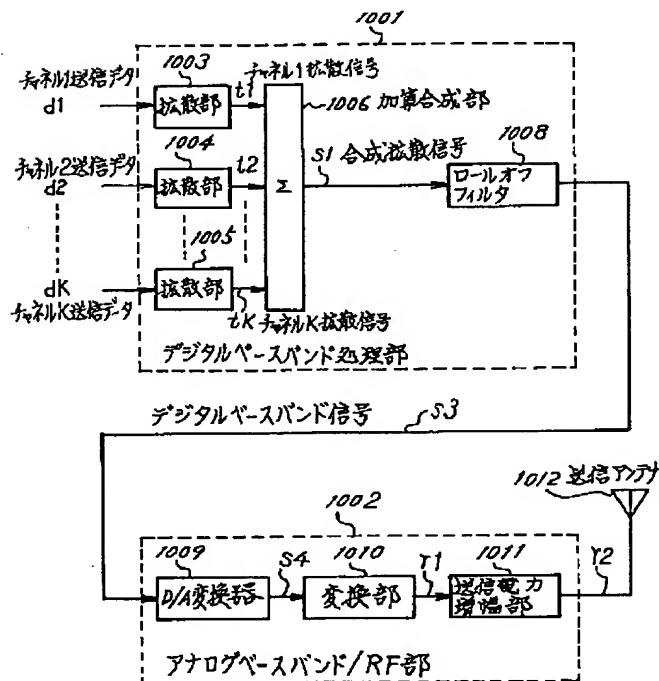 1001
チャネル1送信データ
d1
1003
拡散部
t1
チャネル1拡散信号
1006 加算合成部
チャネル2送信データ
d2
1004
拡散部
t2
Σ
S1 合成拡散信号
1008
ロールオフ
フィルタ
1005
拡散部
dK
チャネルK送信データ
tK チャネルK拡散信号
デジタルベースバンド処理部
デジタルベースバンド信号
S3
1012 送信アンテナ
1002
1009
D/A変換器
S4
1010
変換部
r1
1011
送信電力
増幅部
r2
アナログベースバンド/RF部